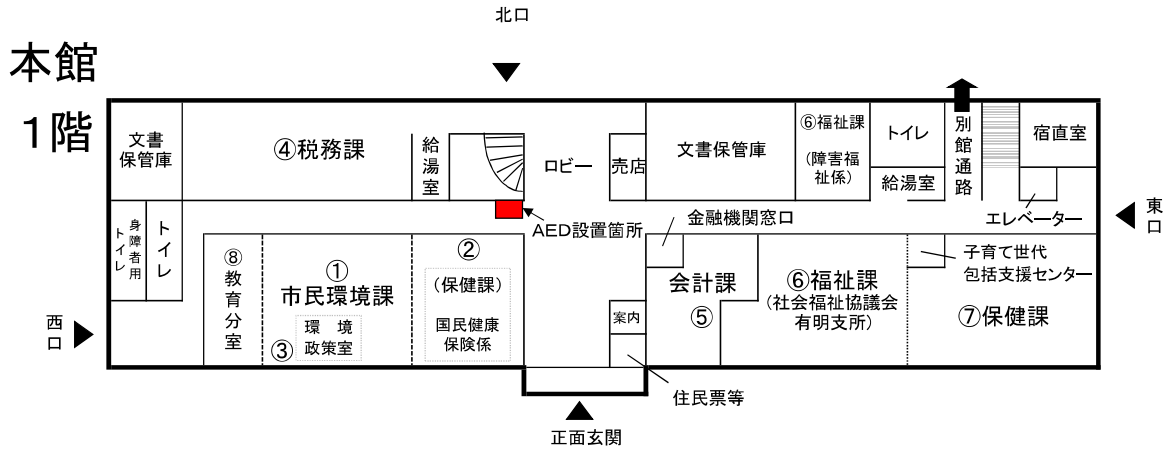 北口
本館
1階
文書
保管庫
④税務課
給湯室
ロビー
売店
文書保管庫
⑥福祉課
(障害福
祉係)
トイレ
給湯室
別館通路
宿直室
エレベーター
東口
身障者用
トイレ
トイレ
AED設置箇所
金融機関窓口
⑧
教育分室
①
市民環境課
環 境
政策室
③
②
(保健課)
国民健康
保険係
案内
会計課
⑤
⑥福祉課
(社会福祉協議会
有明支所)
子育て世代
包括支援センター
⑦保健課
西口
住民票等
正面玄関